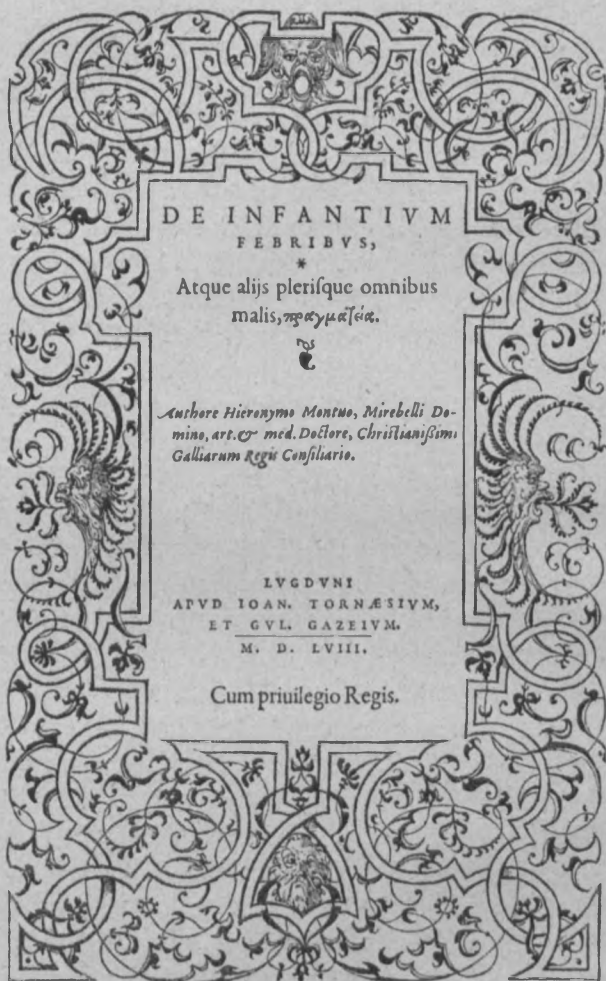 DE INFANTIVM
FEBRIBVS,
*
Atque alijs pleriſque omnibus
malis, πραγματεία.
Authore Hieronymo Montuo, Mirebelli Do-
mino, art. & med. Doctore, Chriſtianiſsimi
Galliarum Regis Conſiliario.
LVGDVNI
APVD IOAN. TORNÆSIVM,
ET GVL. GAZEIVM.
M. D. LVIII.
Cum priuilegio Regis.